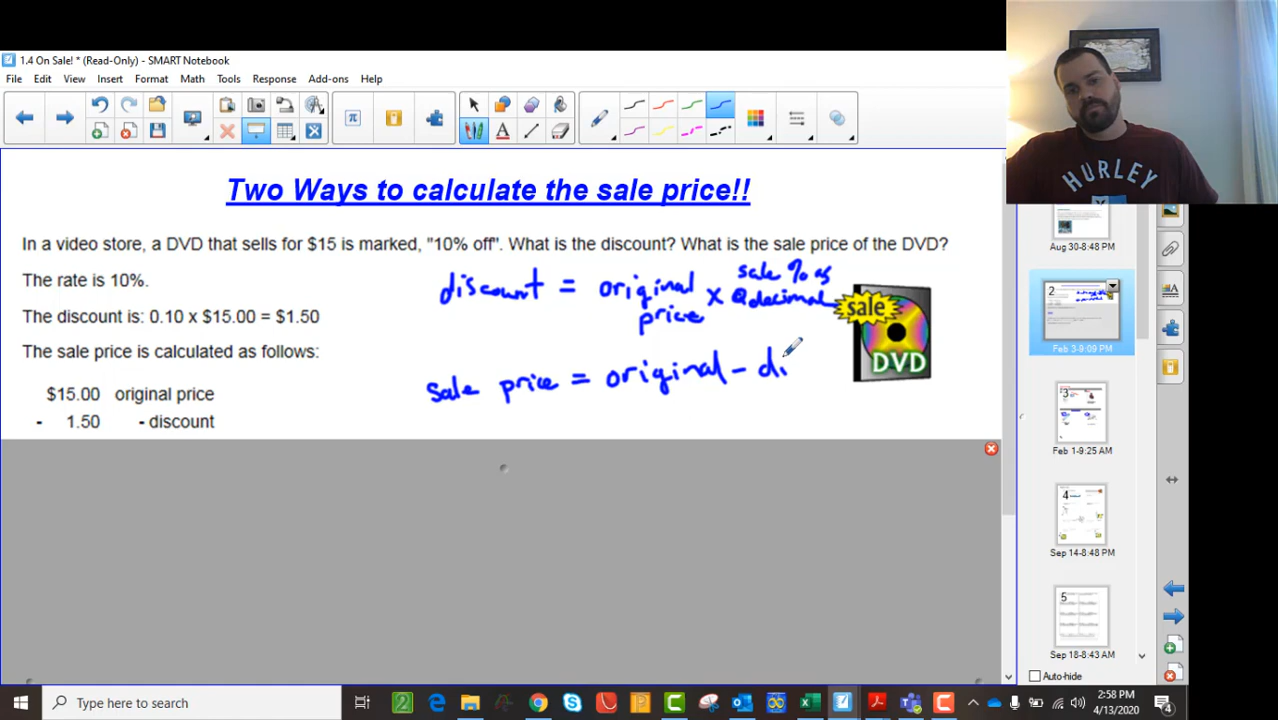 1.4 On Sale! * (Read-Only) - SMART Notebook
File Edit View Insert Format Math Tools Response Add-ons Help
HURLEY
Two Ways to calculate the sale price!!
In a video store, a DVD that sells for $15 is marked, "10% off". What is the discount? What is the sale price of the DVD?
The rate is 10%.
discount = original price x sale % as a decimal
The discount is: 0.10 x $15.00 = $1.50
sale
DVD
The sale price is calculated as follows:
sale price = original - di
$15.00 original price
- 1.50 - discount
Aug 30-8:48 PM
2
Feb 3-9:09 PM
3
Feb 1-9:25 AM
4
Sep 14-8:48 PM
5
Sep 18-8:43 AM
Auto-hide
Type here to search
2:58 PM
4/13/2020
4